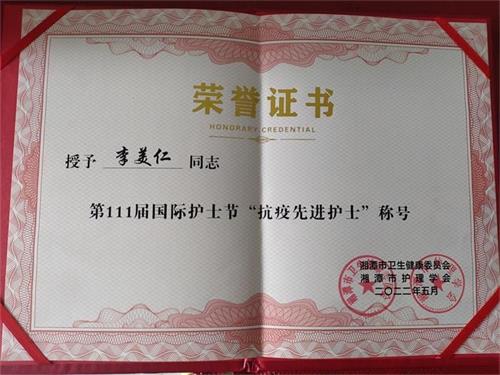 荣誉证书
HONORARY CREDENTIAL
授予 李美仁 同志
第111届国际护士节“抗疫先进护士”称号
湘潭市卫生健康委员会
湘潭市护理学会
二〇二二年五月